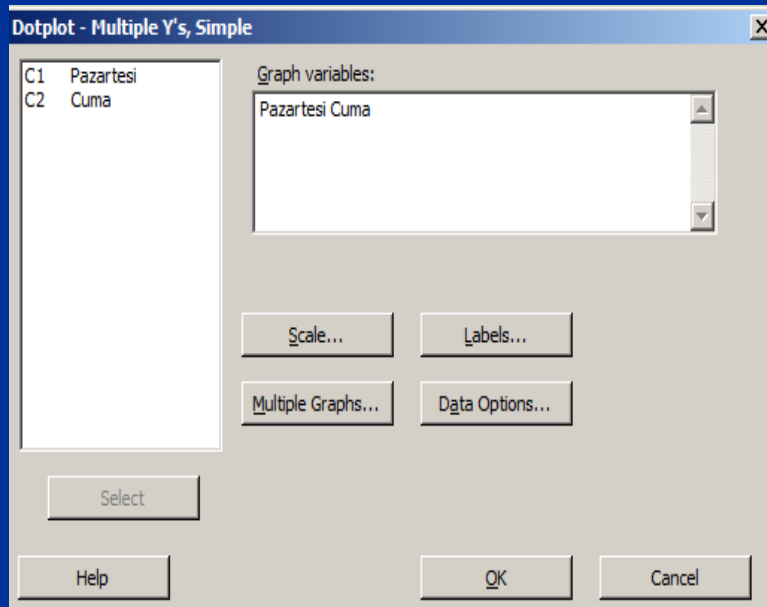 Dotplot - Multiple Y's, Simple
C1 Pazartesi
C2 Cuma
Graph variables:
Pazartesi Cuma
Scale...
Labels...
Multiple Graphs...
Data Options...
Select
Help
OK
Cancel